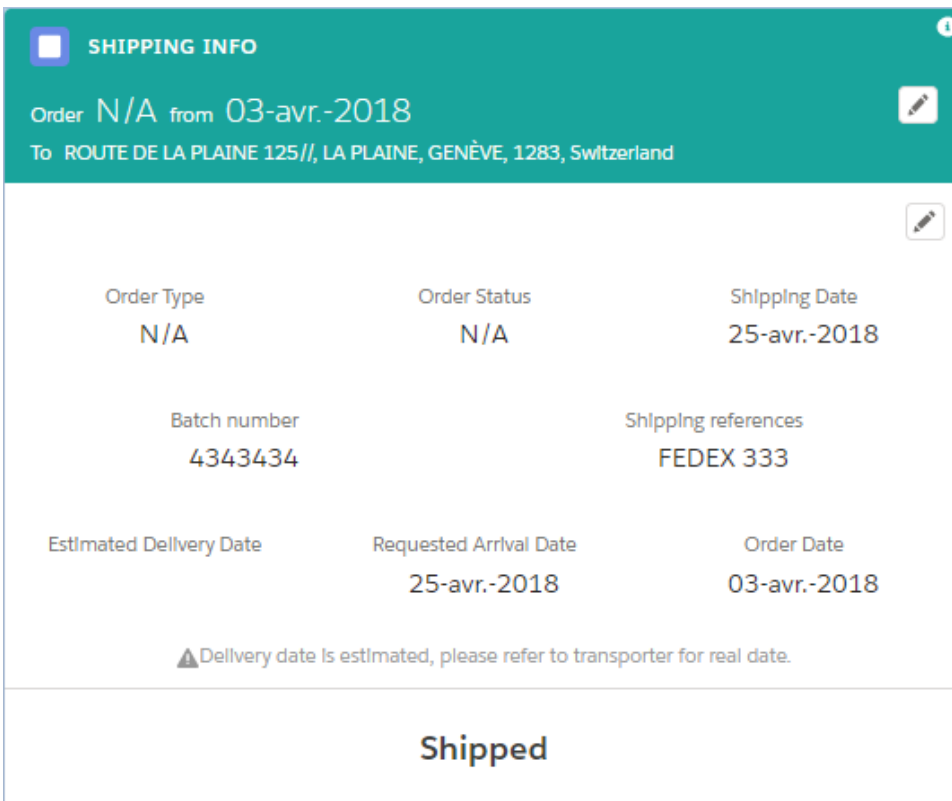 SHIPPING INFO
Order N/A from 03-avr.-2018
To ROUTE DE LA PLAINE 125//, LA PLAINE, GENÈVE, 1283, Switzerland
Order Type Order Status Shipping Date
N/A N/A 25-avr.-2018
Batch number Shipping references
4343434 FEDEX 333
Estimated Delivery Date Requested Arrival Date Order Date
25-avr.-2018 03-avr.-2018
Delivery date is estimated, please refer to transporter for real date.
Shipped